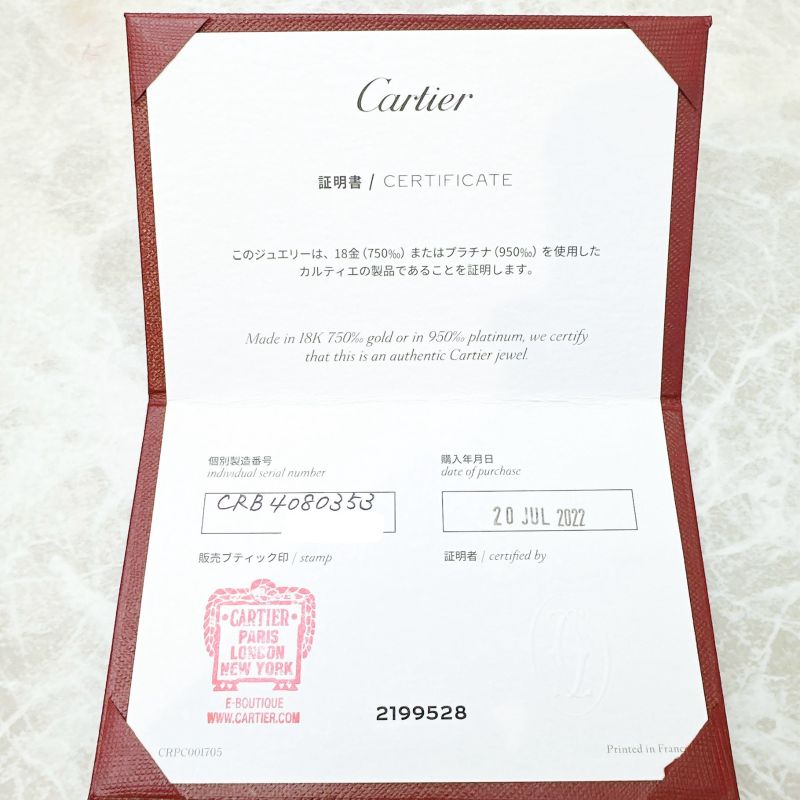 Cartier
証明書 / CERTIFICATE
このジュエリーは、18金（750‰）またはプラチナ（950‰）を使用した
カルティエの製品であることを証明します。
Made in 18K 750‰ gold or in 950‰ platinum, we certify
that this is an authentic Cartier jewel.
個別製造番号
individual serial number
CRB4080353
購入年月日
date of purchase
20 JUL 2022
販売ブティック印 / stamp
証明者 / certified by
·CARTIER·
PARIS
LONDON
NEW YORK
E-BOUTIQUE
WWW.CARTIER.COM
2199528
CRPC001705
Printed in France